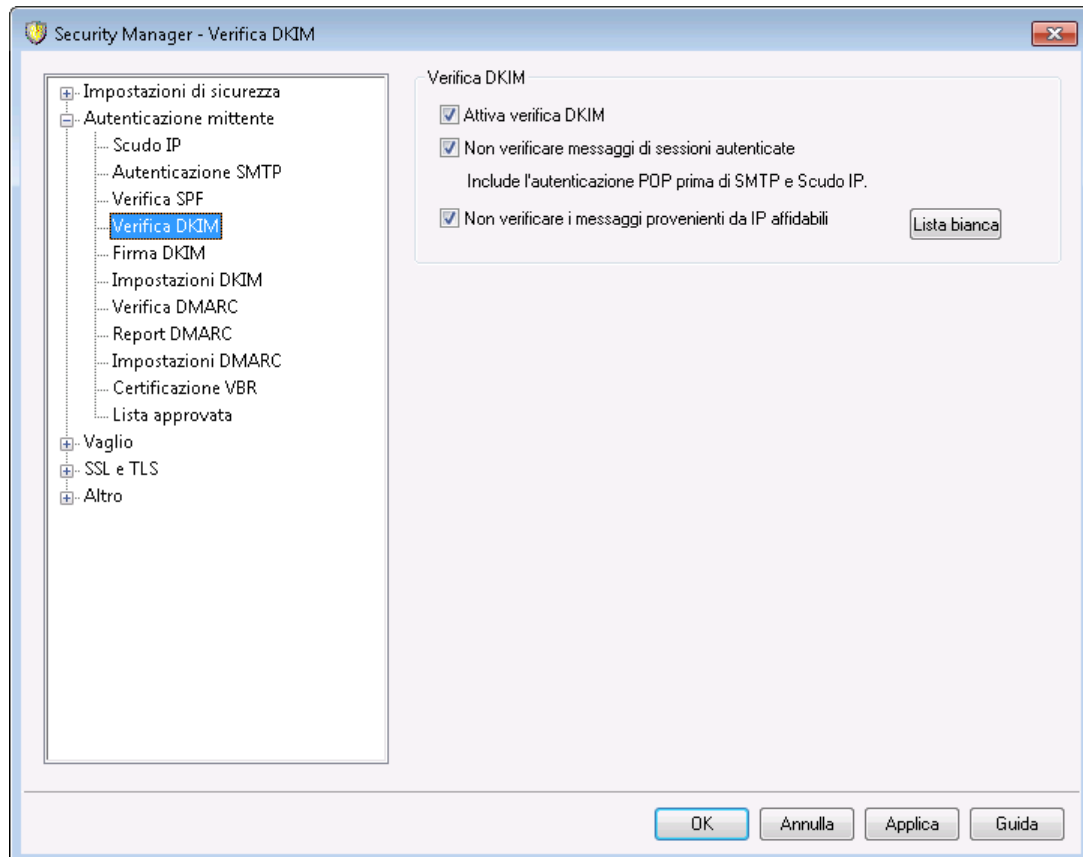 Security Manager - Verifica DKIM
Impostazioni di sicurezza
Autenticazione mittente
Scudo IP
Autenticazione SMTP
Verifica SPF
Verifica DKIM
Firma DKIM
Impostazioni DKIM
Verifica DMARC
Report DMARC
Impostazioni DMARC
Certificazione VBR
Lista approvata
Vaglio
SSL e TLS
Altro
Verifica DKIM
Attiva verifica DKIM
Non verificare messaggi di sessioni autenticate
Include l'autenticazione POP prima di SMTP e Scudo IP.
Non verificare i messaggi provenienti da IP affidabili
Lista bianca
OK
Annulla
Applica
Guida